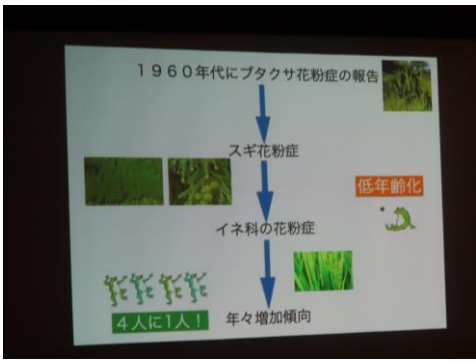 1960年代にブタクサ花粉症の報告
スギ花粉症
低年齢化
イネ科の花粉症
4人に1人!
年々増加傾向